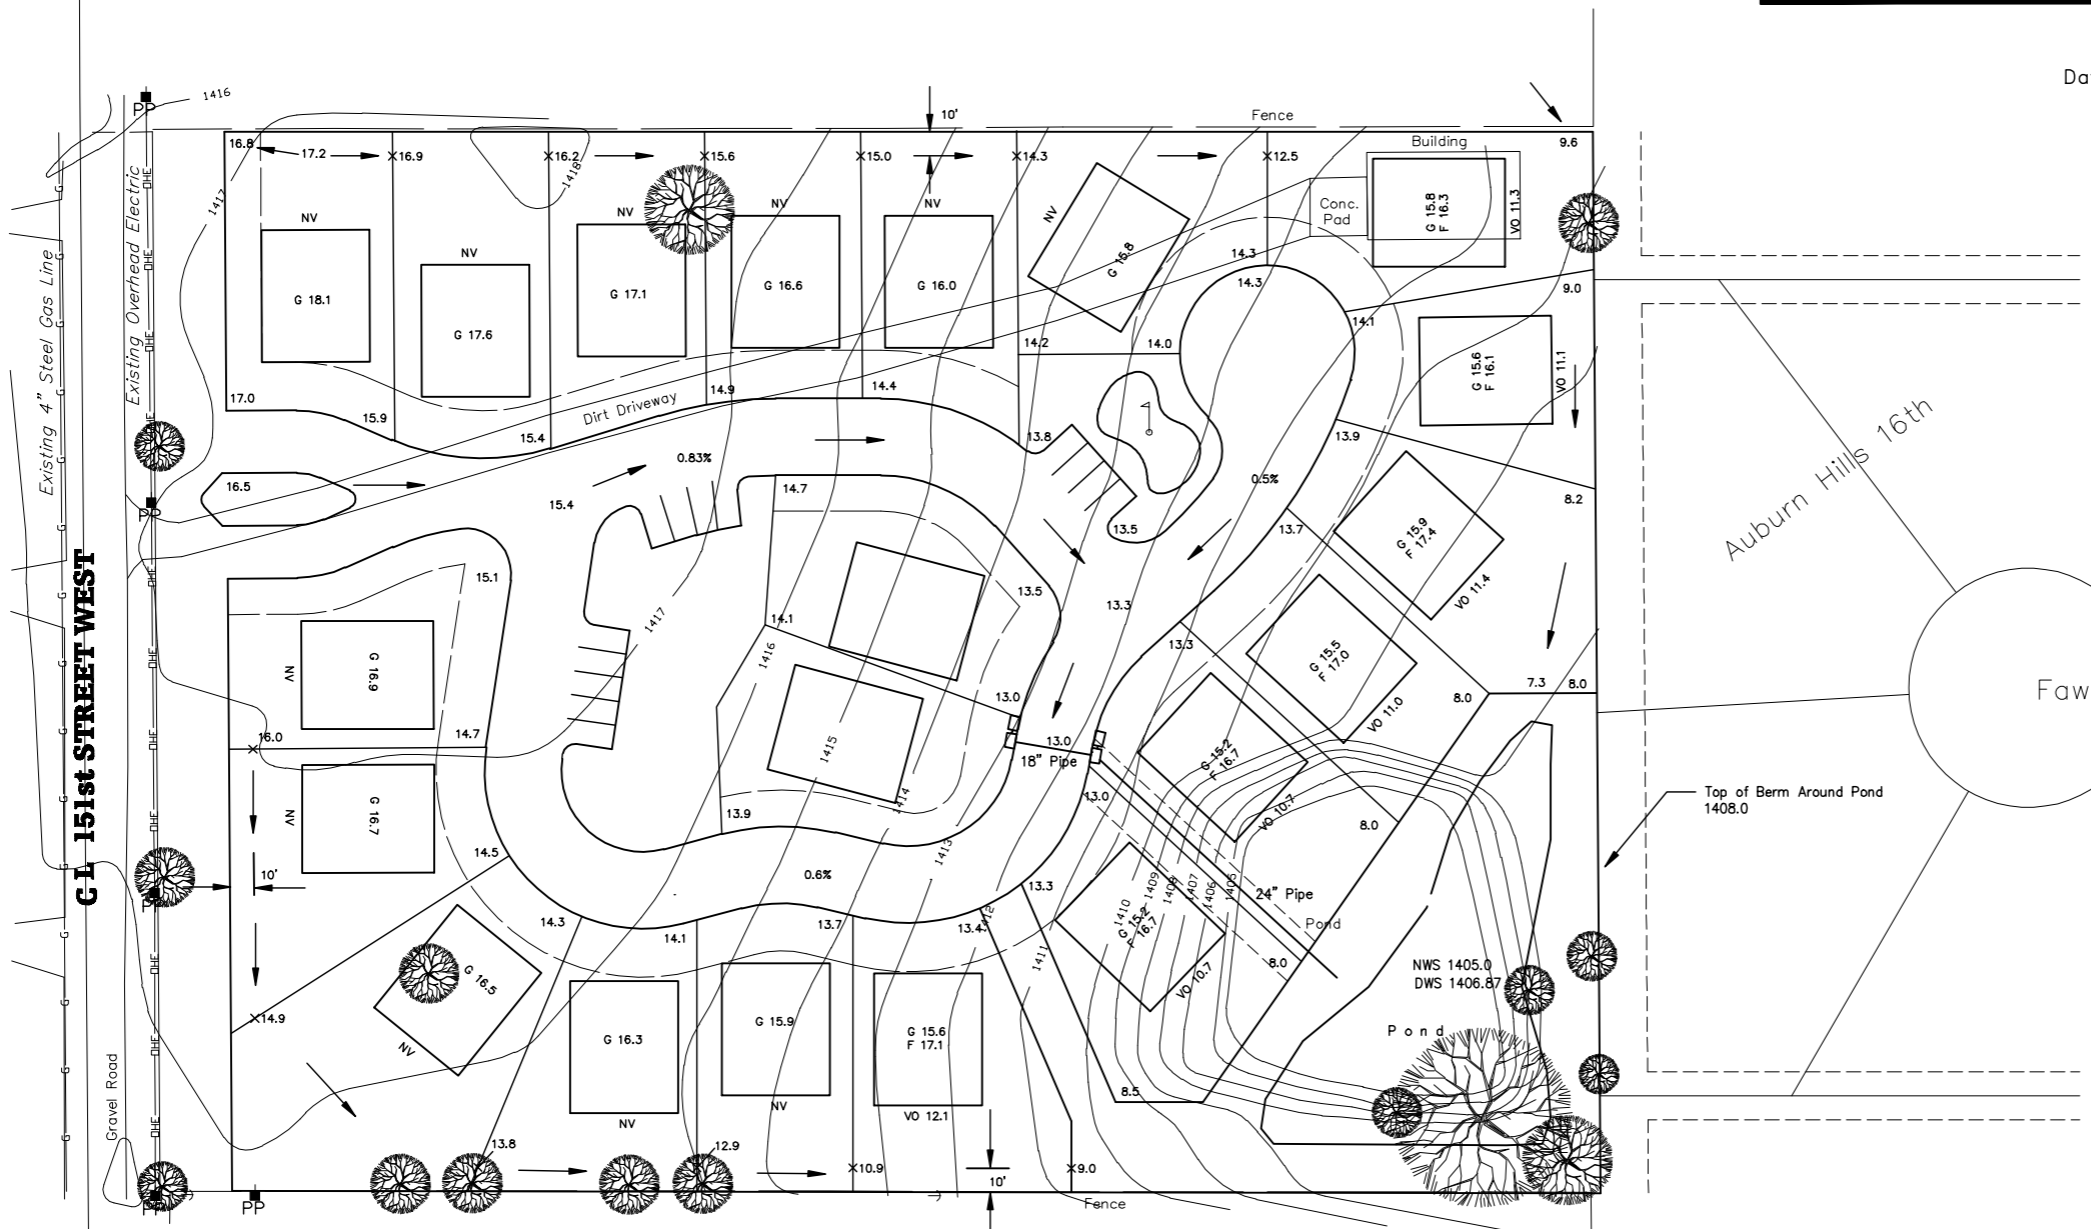 Da
1416
PP
10'
Fence
Building
9.6
16.8
17.2
16.9
16.2
15.6
15.0
14.3
12.5
1418
1417
NV
NV
NV
NV
NV
NV
G 18.1
G 17.6
G 17.1
G 16.6
G 16.0
G 15.8
Conc.
Pad
G 15.8
F 16.3
VO 11.3
14.3
14.3
9.0
14.1
14.2
14.0
G 15.6
F 16.1
VO 11.1
Existing 4" Steel Gas Line
Existing Overhead Electric
G
OHE
17.0
15.9
15.4
14.9
14.4
13.8
13.9
Dirt Driveway
0.83%
0.5%
16.5
15.4
14.7
13.5
13.7
8.2
PP
G 15.9
F 17.4
VO 11.4
Auburn Hills 16th
C L 151st STREET WEST
15.1
1417
14.1
13.5
13.3
13.3
1416
G 15.5
F 17.0
VO 11.0
NV
G 16.9
7.3
8.0
8.0
Faw
13.0
16.0
14.7
1415
13.0
18" Pipe
G 15.2
F 16.7
VO 10.7
NV
G 16.7
13.9
1414
13.0
8.0
Top of Berm Around Pond
1408.0
14.5
1413
10'
PP
0.6%
13.3
1410
1409
1408
1407
1406
1405
24" Pipe
Pond
14.3
14.1
13.7
13.4
1412
1411
G 15.2
F 16.7
VO 10.7
8.0
NWS 1405.0
DWS 1406.87
G 16.5
NV
14.9
G 16.3
NV
G 15.9
NV
G 15.6
F 17.1
VO 12.1
Pond
8.5
Gravel Road
13.8
12.9
10.9
9.0
10'
Fence
PP
PP